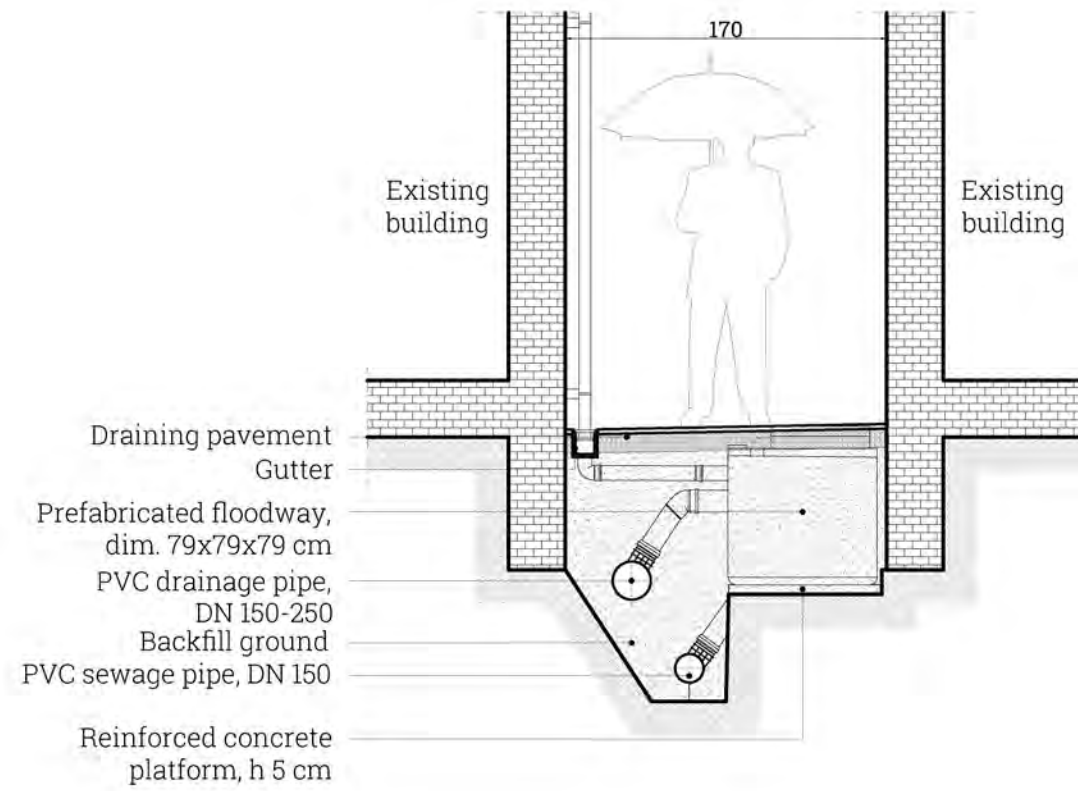 170
Existing
building
Existing
building
Draining pavement
Gutter
Prefabricated floodway,
dim. 79x79x79 cm
PVC drainage pipe,
DN 150-250
Backfill ground
PVC sewage pipe, DN 150
Reinforced concrete
platform, h 5 cm